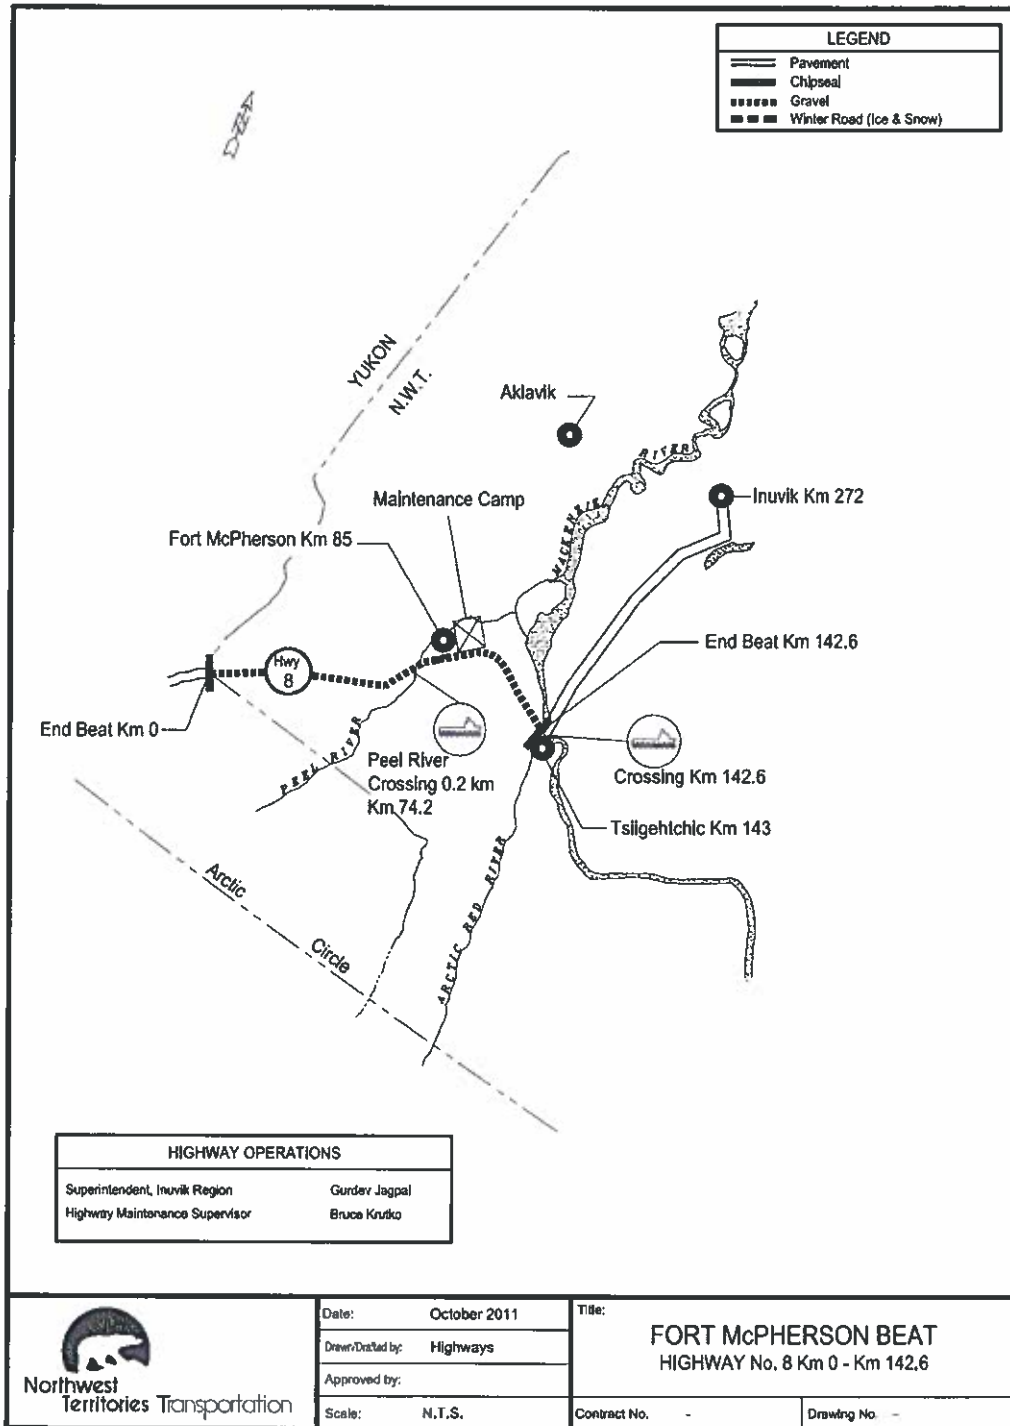 LEGEND
Pavement
Chipseal
Gravel
Winter Road (Ice & Snow)
YUKON
N.W.T.
Aklavik
MACKENZIE RIVER
Inuvik Km 272
Maintenance Camp
Fort McPherson Km 85
End Beat Km 142.6
Hwy
8
End Beat Km 0
PEEL RIVER
Peel River
Crossing 0.2 km
Km 74.2
Crossing Km 142.6
Tsiigehtchic Km 143
ARCTIC RED RIVER
Arctic Circle
HIGHWAY OPERATIONS
Superintendent, Inuvik Region Gurdev Jagpal
Highway Maintenance Supervisor Bruce Krutko
Northwest
Territories Transportation
Date: October 2011
Drawn/Drafted by: Highways
Approved by:
Scale: N.T.S.
Title:
FORT McPHERSON BEAT
HIGHWAY No. 8 Km 0 - Km 142.6
Contract No. -
Drawing No. -